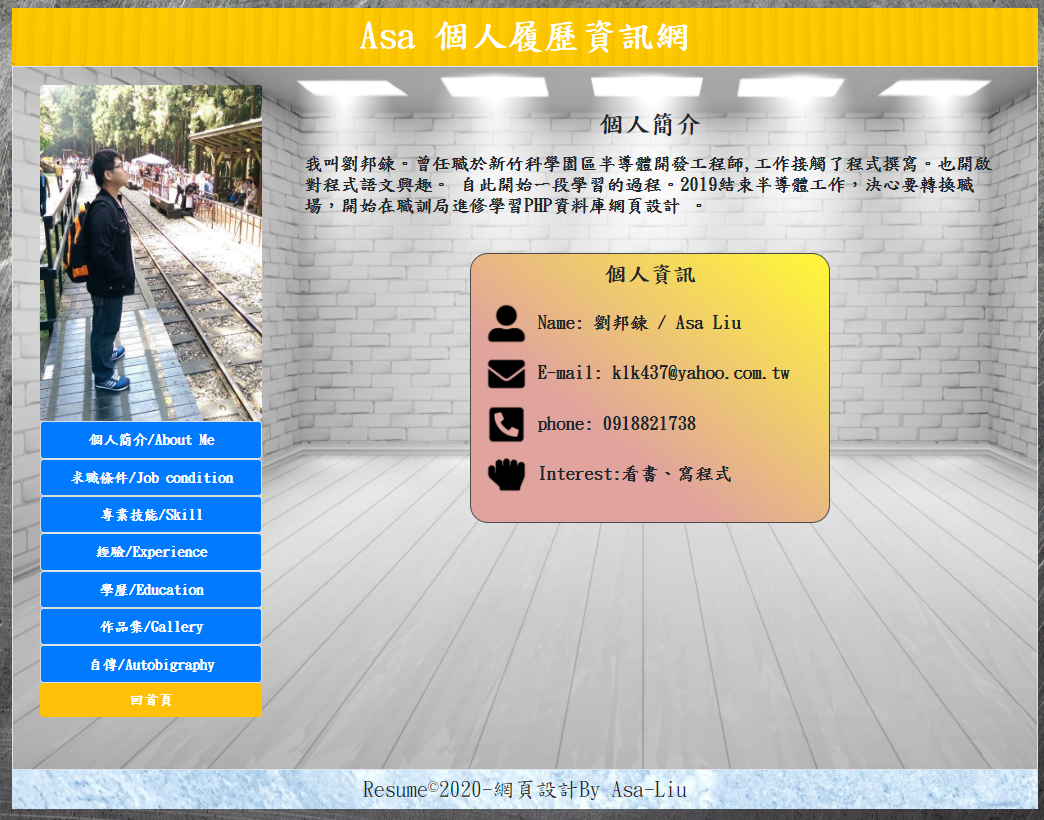 Asa 個人履歷資訊網
個人簡介
我叫劉邦鍊。曾任職於新竹科學園區半導體開發工程師,工作接觸了程式撰寫。也開啟
對程式語文興趣。 自此開始一段學習的過程。2019結束半導體工作，決心要轉換職
場，開始在職訓局進修學習PHP資料庫網頁設計 。
個人資訊
Name: 劉邦鍊 / Asa Liu
E-mail: klk437@yahoo.com.tw
phone: 0918821738
Interest:看書、寫程式
個人簡介/About Me
求職條件/Job condition
專業技能/Skill
經驗/Experience
學歷/Education
作品集/Gallery
自傳/Autobigraphy
回首頁
Resume©2020-網頁設計By Asa-Liu